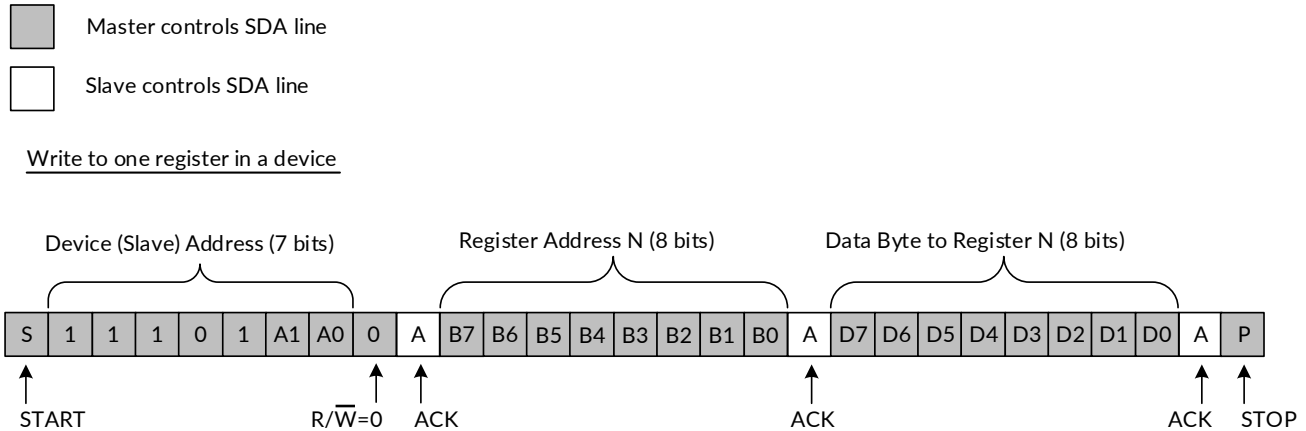 Master controls SDA line
Slave controls SDA line
Write to one register in a device
Device (Slave) Address (7 bits) Register Address N (8 bits) Data Byte to Register N (8 bits)
S 1 1 1 0 1 A1 A0 0 A B7 B6 B5 B4 B3 B2 B1 B0 A D7 D6 D5 D4 D3 D2 D1 D0 A P
START R/W̅=0 ACK ACK ACK STOP